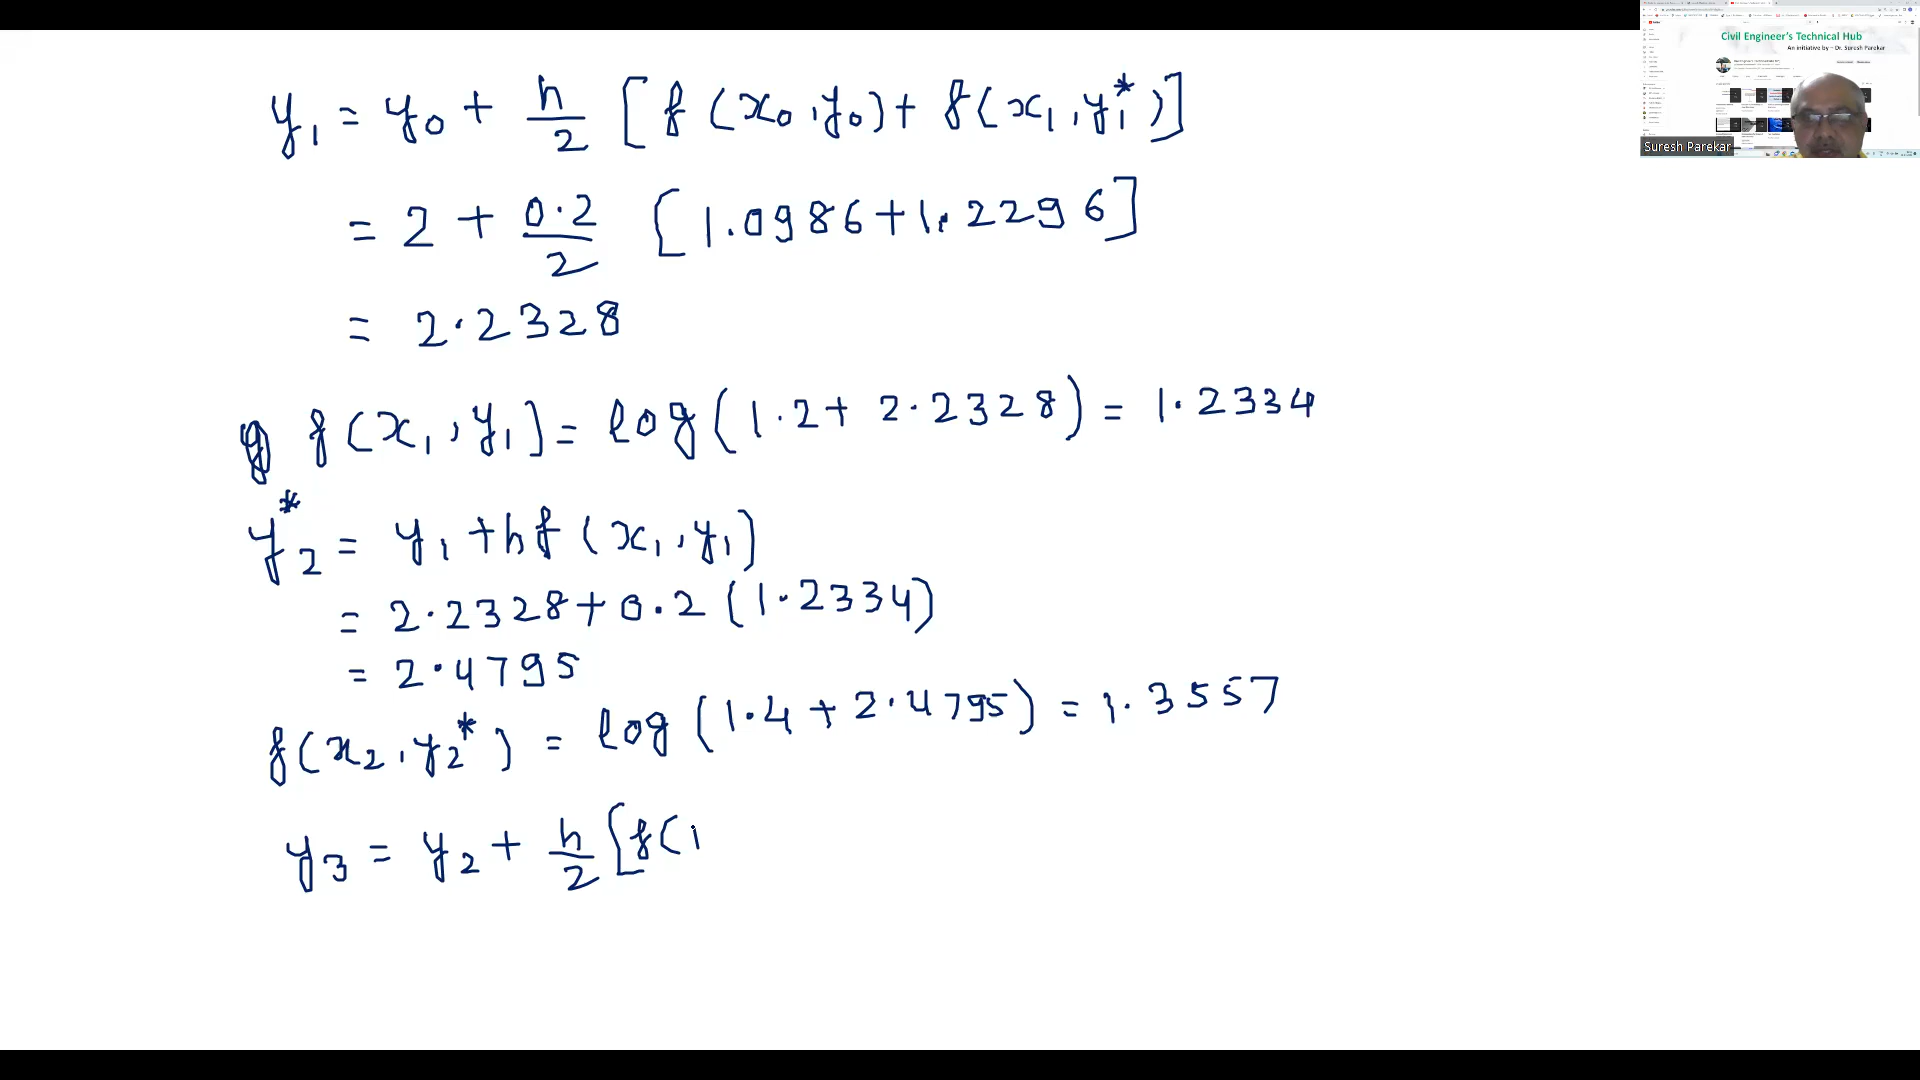 Civil Engineer's Technical Hub
An initiative by - Dr. Suresh Parekar
Suresh Parekar
y₁ = y₀ + h/2 [f(x₀,y₀) + f(x₁,y₁*)]
= 2 + 0.2/2 [1.0986+1.2296]
= 2.2328
f(x₁,y₁) = log(1.2+ 2.2328) = 1.2334
y₂* = y₁ + hf(x₁,y₁)
= 2.2328+0.2(1.2334)
= 2.4795
f(x₂,y₂*) = log(1.4+2.4795) = 1.3557
y₃ = y₂ + h/2 [f(